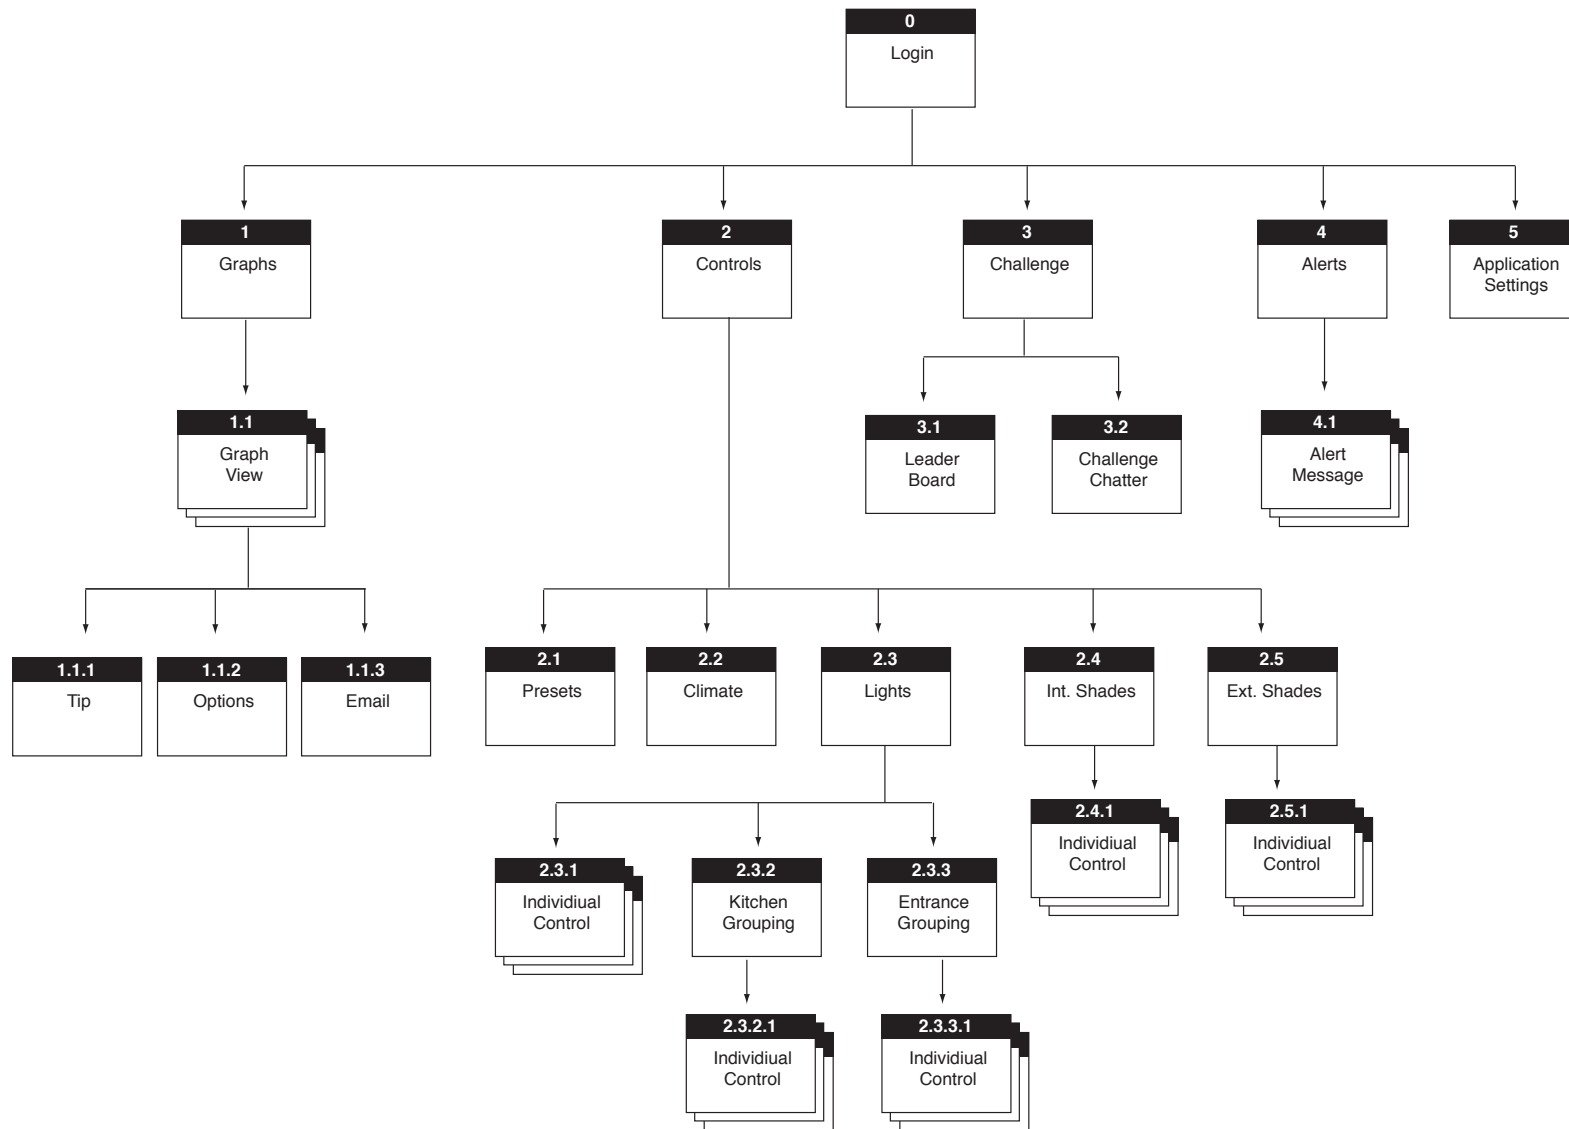 0
Login
1
Graphs
2
Controls
3
Challenge
4
Alerts
5
Application
Settings
1.1
Graph
View
3.1
Leader
Board
3.2
Challenge
Chatter
4.1
Alert
Message
1.1.1
Tip
1.1.2
Options
1.1.3
Email
2.1
Presets
2.2
Climate
2.3
Lights
2.4
Int. Shades
2.5
Ext. Shades
2.4.1
Individiual
Control
2.5.1
Individiual
Control
2.3.1
Individiual
Control
2.3.2
Kitchen
Grouping
2.3.3
Entrance
Grouping
2.3.2.1
Individiual
Control
2.3.3.1
Individiual
Control